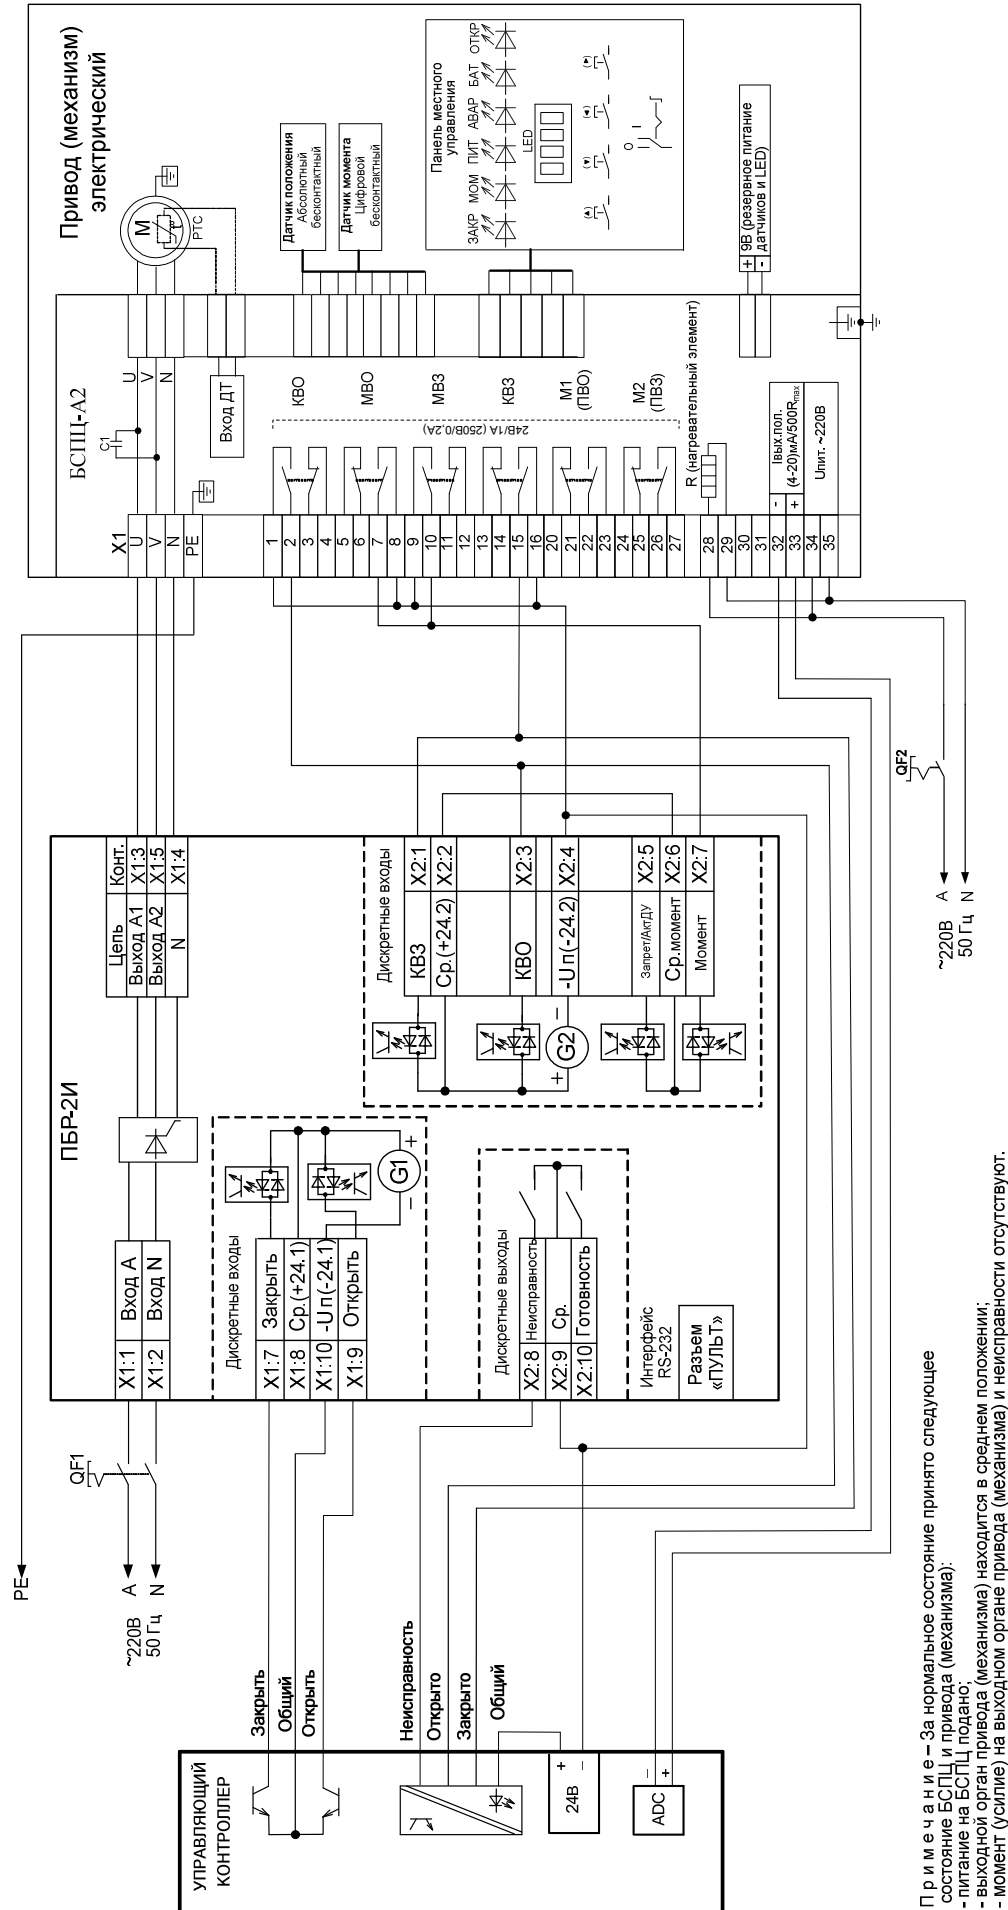 Привод (механизм)
электрический
M
PTC
Датчик положения
Абсолютный
бесконтактный
Датчик момента
Цифровой
бесконтактный
Панель местного
управления
ЗАКР
МОМ
ПИТ
АВАР
БАТ
ОТКР
LED
O
I
+
-
9В (резервное питание
датчиков и LED)
БСПЦ-А2
C1
U
V
N
Вход ДТ
КВО
МВО
МВЗ
КВЗ
М1
(ПВО)
М2
(ПВЗ)
24В/1А (250В/0,2А)
R (нагревательный элемент)
- Iвых.пол.
+ (4-20)мА/500Rmax
Uпит. ~220В
X1
U
V
N
PE
1
2
3
4
5
6
7
8
9
10
11
12
13
14
15
16
20
21
22
23
24
25
26
27
28
29
30
31
32
33
34
35
QF2
~220В
50 Гц
A
N
ПБР-2И
Цепь Конт.
Выход А1 X1:3
Выход А2 X1:5
N X1:4
Дискретные входы
КВЗ X2:1
Ср.(+24.2) X2:2
КВО X2:3
-Uп(-24.2) X2:4
Запрет/АктДУ X2:5
Ср.момент X2:6
Момент X2:7
G2
+
−
X1:1 Вход А
X1:2 Вход N
Дискретные входы
X1:7 Закрыть
X1:8 Ср.(+24.1)
X1:10 -Uп(-24.1)
X1:9 Открыть
G1
−
+
Дискретные выходы
X2:8 Неисправность
X2:9 Ср.
X2:10 Готовность
Интерфейс
RS-232
Разъем
«ПУЛЬТ»
QF1
PE
~220В
50 Гц
A
N
Закрыть
Общий
Открыть
Неисправность
Открыто
Закрыто
Общий
УПРАВЛЯЮЩИЙ
КОНТРОЛЛЕР
24В
+
−
ADC
−
+
П р и м е ч а н и е – За нормальное состояние принято следующее
состояние БСПЦ и привода (механизма):
- питание на БСПЦ подано;
- выходной орган привода (механизма) находится в среднем положении;
- момент (усилие) на выходном органе привода (механизма) и неисправности отсутствуют.